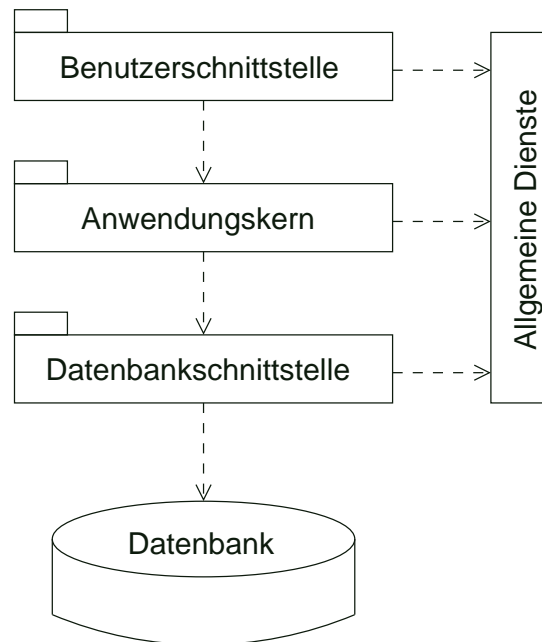 Benutzerschnittstelle
Anwendungskern
Datenbankschnittstelle
Datenbank
Allgemeine Dienste